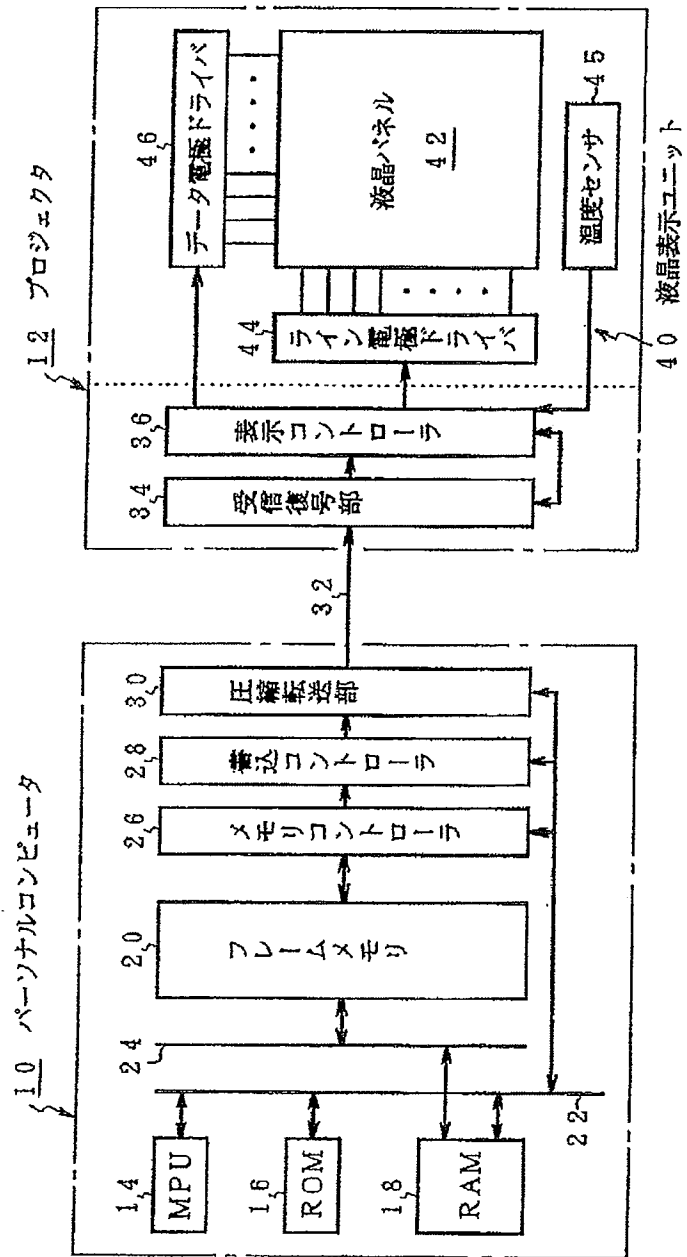 10 パーソナルコンピュータ
14
MPU
16
ROM
18
RAM
22
24
20
フレームメモリ
26
メモリコントローラ
28
書込コントローラ
30
圧縮転送部
32
12 プロジェクタ
34
受信復号部
36
表示コントローラ
44
ライン電極ドライバ
46
データ電極ドライバ
液晶パネル
42
温度センサ
45
40 液晶表示ユニット